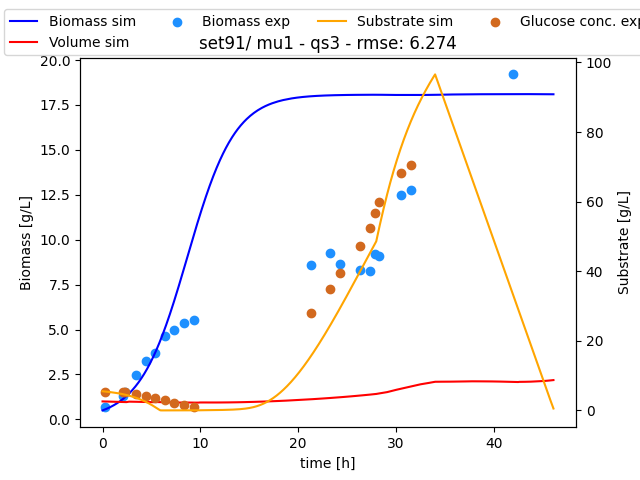 Biomass sim
Biomass exp
Substrate sim
Glucose conc. exp
Volume sim
set91/ mu1 - qs3 - rmse: 6.274
20.0
17.5
15.0
12.5
10.0
7.5
5.0
2.5
0.0
Biomass [g/L]
100
80
60
40
20
0
Substrate [g/L]
0
10
20
30
40
time [h]